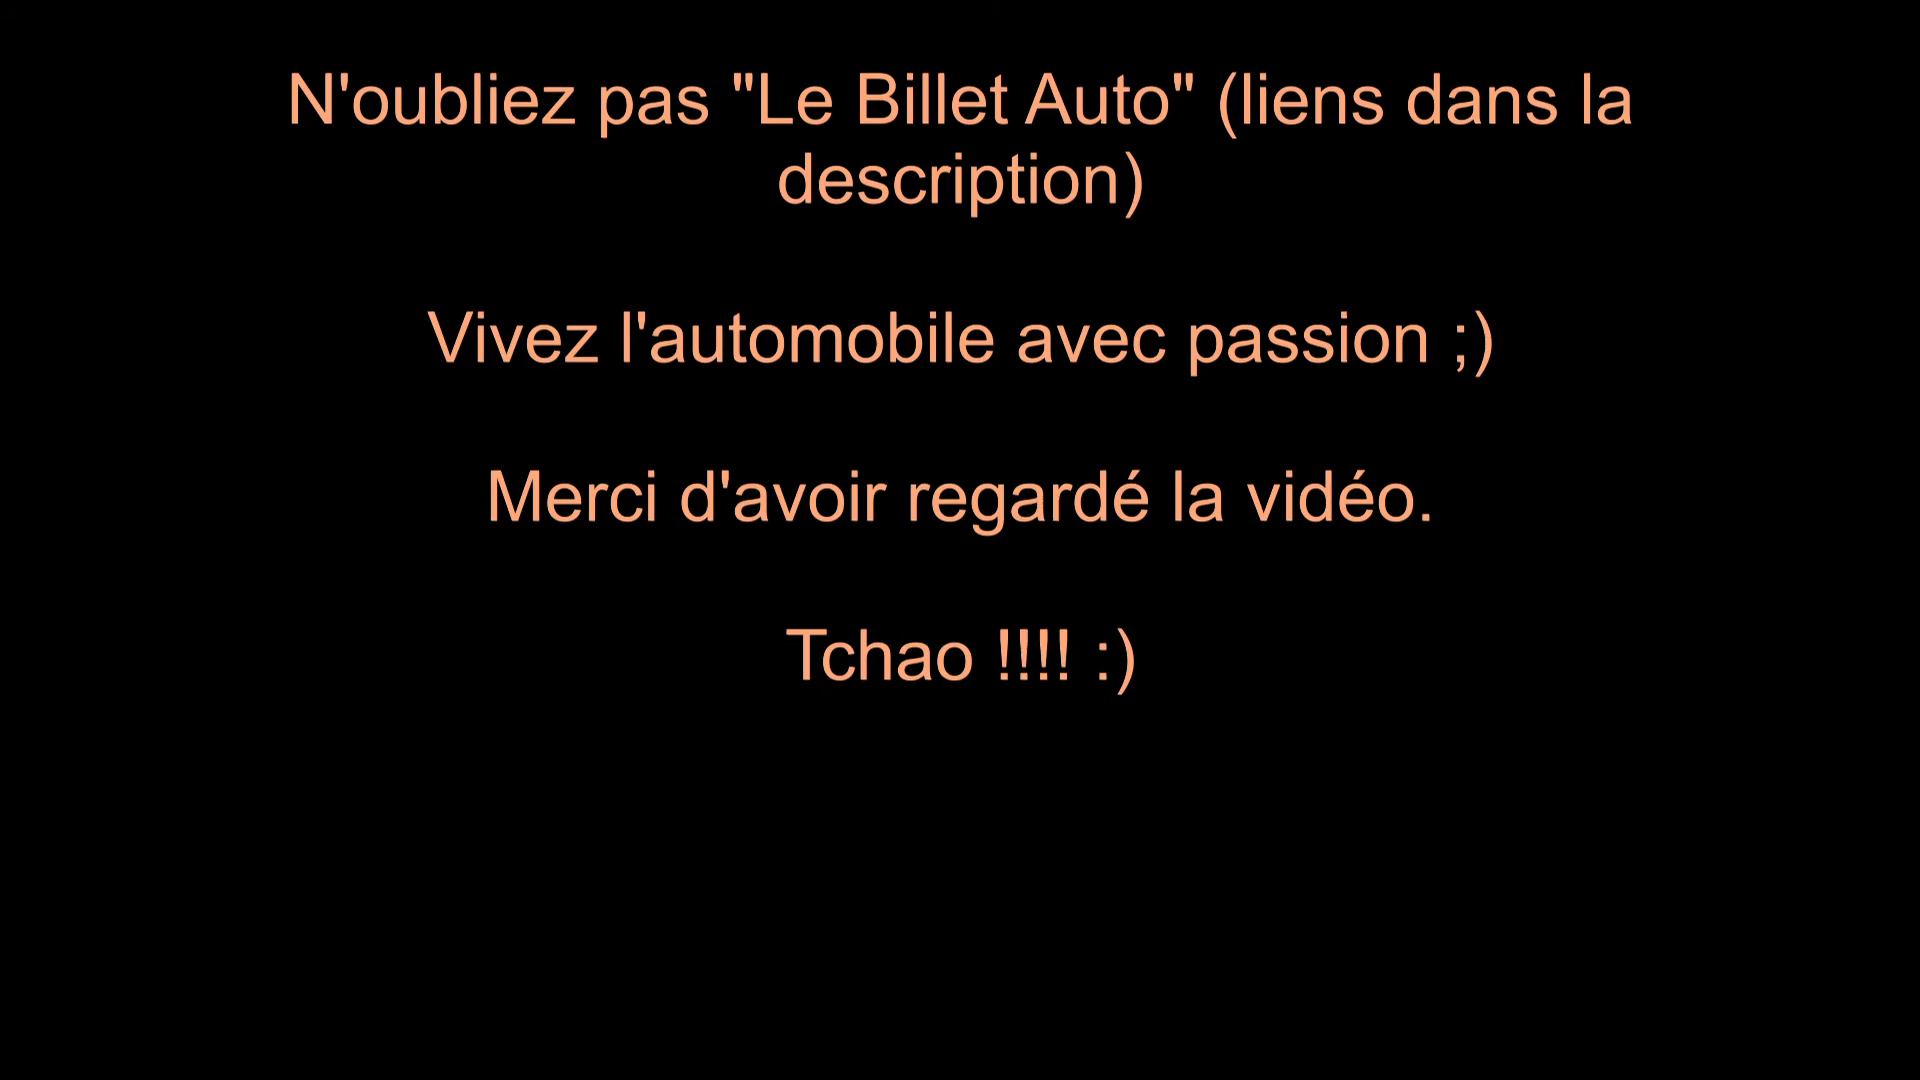 N'oubliez pas "Le Billet Auto" (liens dans la
description)
Vivez l'automobile avec passion ;)
Merci d'avoir regardé la vidéo.
Tchao !!!! :)